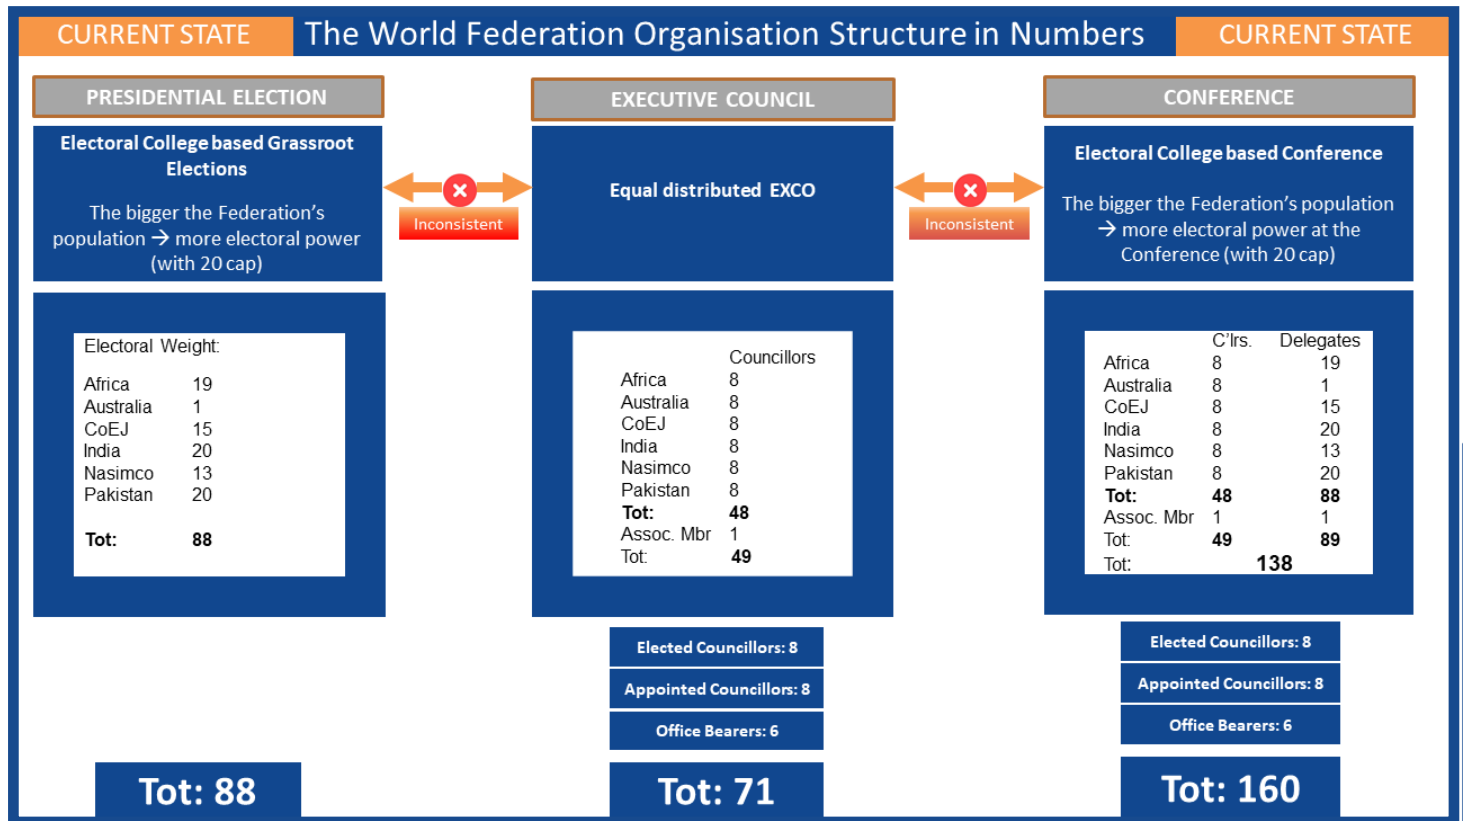 CURRENT STATE
The World Federation Organisation Structure in Numbers
CURRENT STATE
PRESIDENTIAL ELECTION
Electoral College based Grassroot
Elections
The bigger the Federation's
population → more electoral power
(with 20 cap)
Electoral Weight:
Africa 19
Australia 1
CoEJ 15
India 20
Nasimco 13
Pakistan 20
Tot: 88
Tot: 88
Inconsistent
EXECUTIVE COUNCIL
Equal distributed EXCO
Councillors
Africa 8
Australia 8
CoEJ 8
India 8
Nasimco 8
Pakistan 8
Tot: 48
Assoc. Mbr 1
Tot: 49
Elected Councillors: 8
Appointed Councillors: 8
Office Bearers: 6
Tot: 71
Inconsistent
CONFERENCE
Electoral College based Conference
The bigger the Federation's population
→ more electoral power at the
Conference (with 20 cap)
C'lrs. Delegates
Africa 8 19
Australia 8 1
CoEJ 8 15
India 8 20
Nasimco 8 13
Pakistan 8 20
Tot: 48 88
Assoc. Mbr 1 1
Tot: 49 89
Tot: 138
Elected Councillors: 8
Appointed Councillors: 8
Office Bearers: 6
Tot: 160